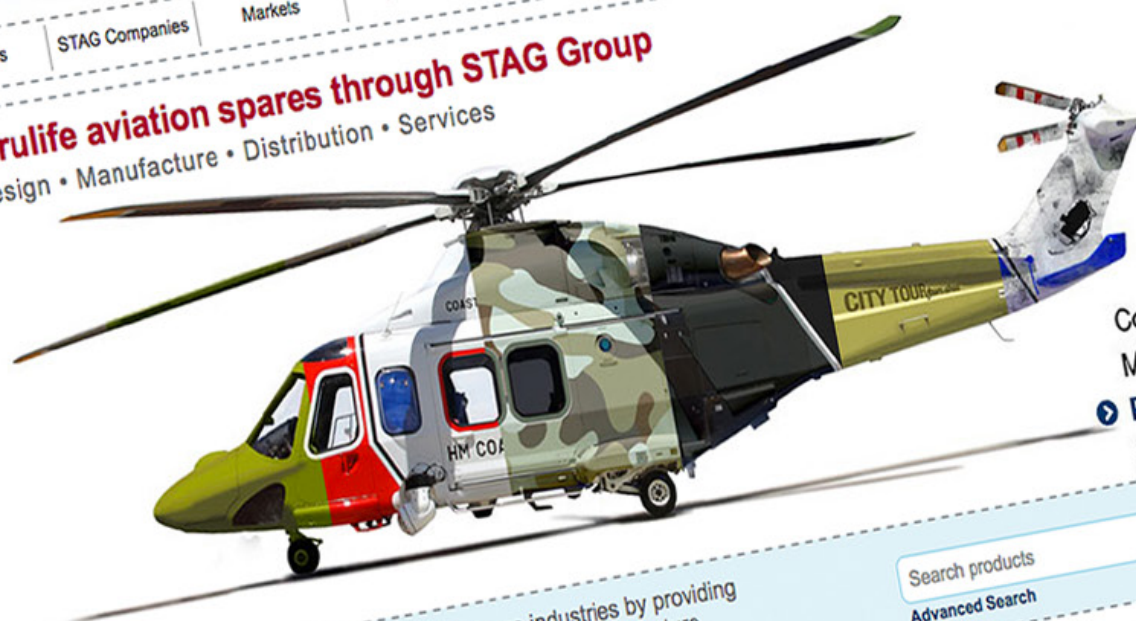 s
STAG Companies
Markets
rulife aviation spares through STAG Group
esign • Manufacture • Distribution • Services
COAST
CITY TOUR
HM COA
Co
M
industries by providing
Search products
Advanced Search